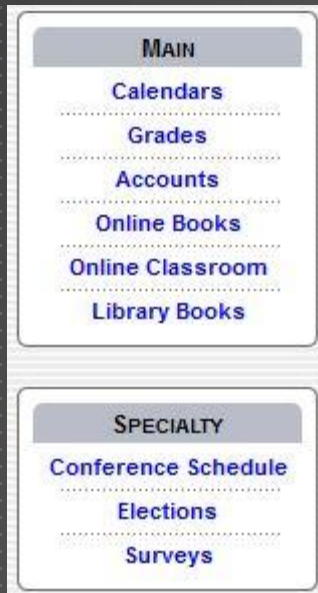 MAIN
Calendars
Grades
Accounts
Online Books
Online Classroom
Library Books
SPECIALTY
Conference Schedule
Elections
Surveys